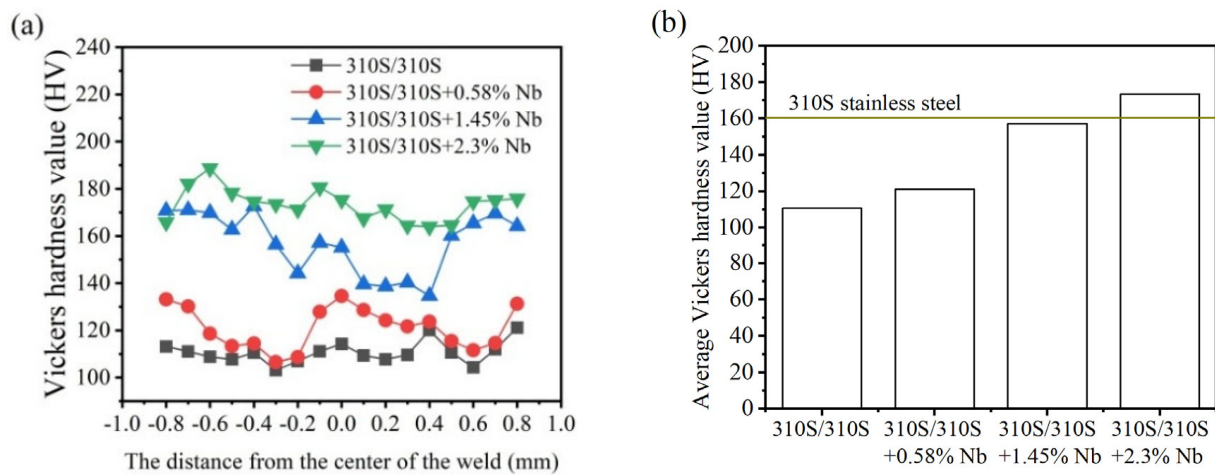 (a)
240
220
200
180
160
140
120
100
Vickers hardness value (HV)
310S/310S
310S/310S+0.58% Nb
310S/310S+1.45% Nb
310S/310S+2.3% Nb
-1.0 -0.8 -0.6 -0.4 -0.2 0.0 0.2 0.4 0.6 0.8 1.0
The distance from the center of the weld (mm)
(b)
200
180
160
140
120
100
80
60
40
20
0
Average Vickers hardness value (HV)
310S stainless steel
310S/310S 310S/310S 310S/310S 310S/310S
+0.58% Nb +1.45% Nb +2.3% Nb